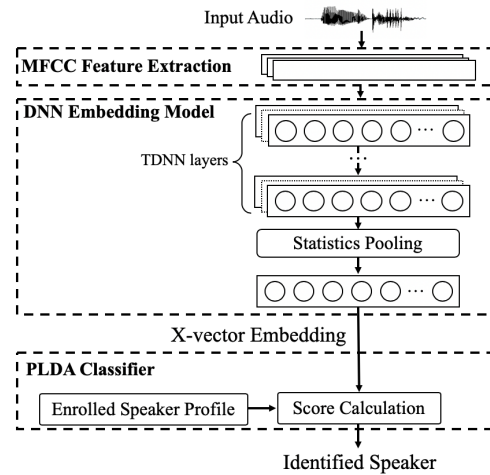 Input Audio
MFCC Feature Extraction
DNN Embedding Model
TDNN layers
...
Statistics Pooling
X-vector Embedding
PLDA Classifier
Enrolled Speaker Profile
Score Calculation
Identified Speaker